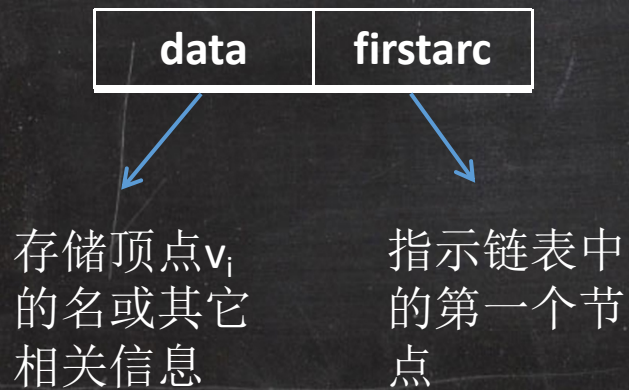 data firstarc
存储顶点vi
的名或其它
相关信息
指示链表中
的第一个节
点